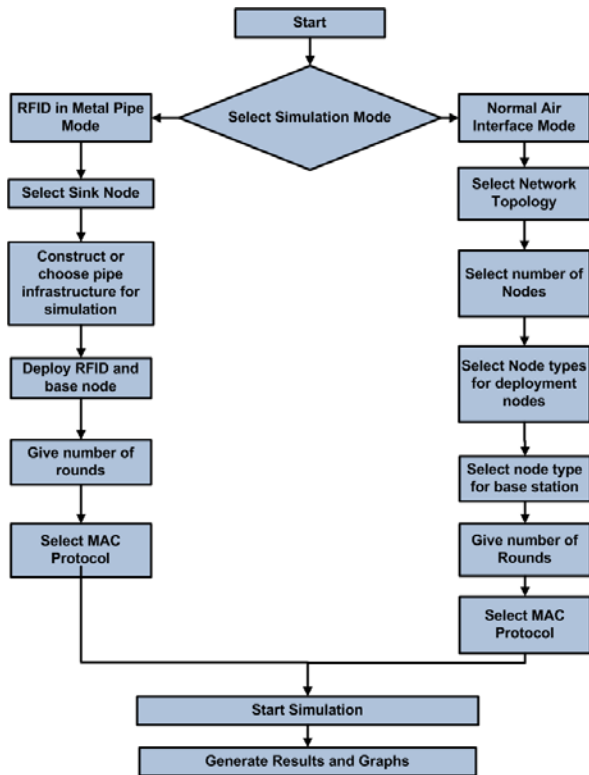 Start
Select Simulation Mode
RFID in Metal Pipe
Mode
Select Sink Node
Construct or
choose pipe
infrastructure for
simulation
Deploy RFID and
base node
Give number of
rounds
Select MAC
Protocol
Normal Air
Interface Mode
Select Network
Topology
Select number of
Nodes
Select Node types
for deployment
nodes
Select node type
for base station
Give number of
Rounds
Select MAC
Protocol
Start Simulation
Generate Results and Graphs